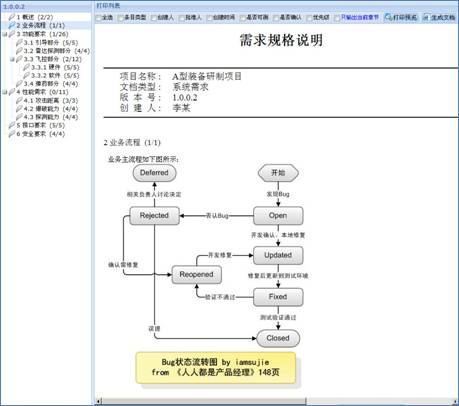 1.0.0.2
1 概述 (2/2)
2 业务流程 (1/1)
3 功能要求 (1/26)
3.1 引导部分 (5/5)
3.2 雷达探测部分 (4/4)
3.3 飞控部分 (2/12)
3.3.1 硬件 (5/5)
3.3.2 软件 (5/5)
3.4 推药部分 (4/4)
4 性能需求 (0/11)
4.1 攻击距离 (3/3)
4.2 爆破能力 (4/4)
4.3 探测能力 (4/4)
5 接口要求 (5/5)
6 安全要求 (4/4)
打印列表
全选 条目类型 创建人 批准人 创建时间 是否可测 是否确认 优先级 只输出当前章节 打印预览 生成文档
需求规格说明
项目名称: A型装备研制项目
文档类型: 系统需求
版 本 号: 1.0.0.2
创 建 人: 李某
2 业务流程 (1/1)
业务主流程如下图所示:
Deferred
开始
相关负责人讨论决定
发现Bug
Rejected
否认Bug
Open
开发确认、本地修复
确认需修复
开发修复
Updated
Reopened
修复后更新到测试环境
验证不通过
Fixed
误提
测试验证通过
Closed
Bug状态流转图 by iamsujie
from 《人人都是产品经理》148页